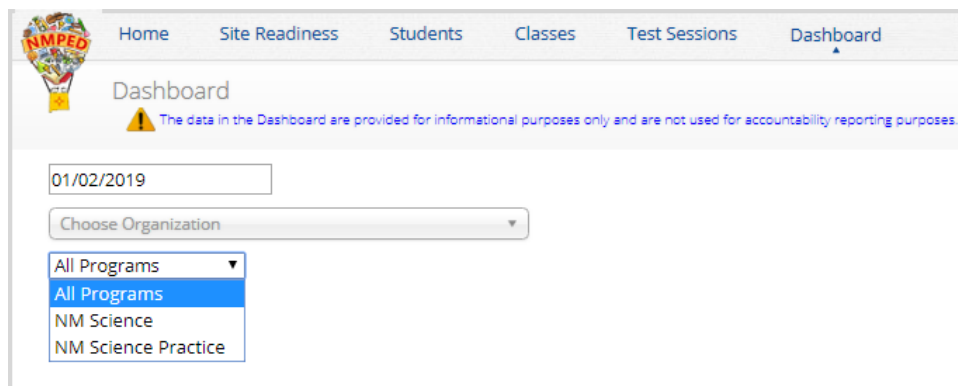 NMPED
Home Site Readiness Students Classes Test Sessions Dashboard
Dashboard
The data in the Dashboard are provided for informational purposes only and are not used for accountability reporting purposes.
01/02/2019
Choose Organization
All Programs
All Programs
NM Science
NM Science Practice